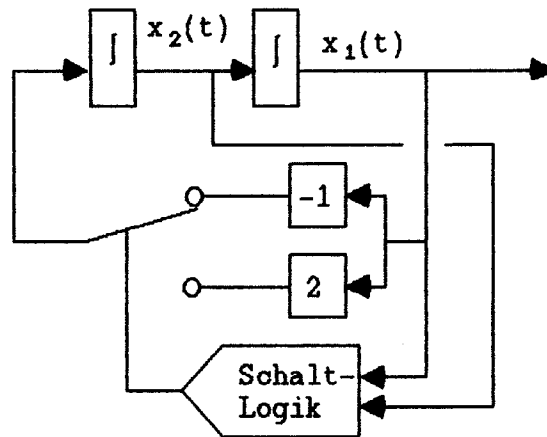 x₂(t)
x₁(t)
∫
∫
-1
2
Schalt-
Logik